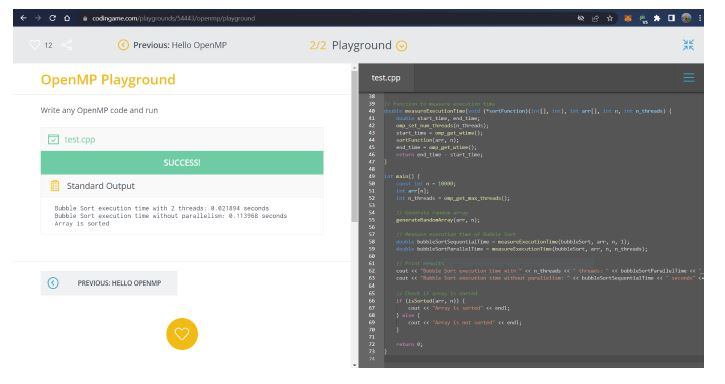 codingame.com/playgrounds/54443/openmp/playground
12
Previous: Hello OpenMP
2/2 Playground
OpenMP Playground
Write any OpenMP code and run
test.cpp
SUCCESS!
Standard Output
Bubble Sort execution time with 2 threads: 0.021894 seconds
Bubble Sort execution time without parallelism: 0.113968 seconds
Array is sorted
PREVIOUS: HELLO OPENMP
test.cpp
38
39 // Function to measure execution time
40 double measureExecutionTime(void (*sortFunction)(int[], int), int arr[], int n, int n_threads) {
41 double start_time, end_time;
42 omp_set_num_threads(n_threads);
43 start_time = omp_get_wtime();
44 sortFunction(arr, n);
45 end_time = omp_get_wtime();
46 return end_time - start_time;
47 }
48
49 int main() {
50 const int n = 10000;
51 int arr[n];
52 int n_threads = omp_get_max_threads();
53
54 // Generate random array
55 generateRandomArray(arr, n);
56
57 // Measure execution time of Bubble Sort
58 double bubbleSortSequentialTime = measureExecutionTime(bubbleSort, arr, n, 1);
59 double bubbleSortParallelTime = measureExecutionTime(bubbleSort, arr, n, n_threads);
60
61 // Print results
62 cout << "Bubble Sort execution time with " << n_threads << " threads: " << bubbleSortParallelTime << "
63 cout << "Bubble Sort execution time without parallelism: " << bubbleSortSequentialTime << " seconds" <<
64
65 // Check if array is sorted
66 if (isSorted(arr, n)) {
67 cout << "Array is sorted" << endl;
68 } else {
69 cout << "Array is not sorted" << endl;
70 }
71
72 return 0;
73 }
74